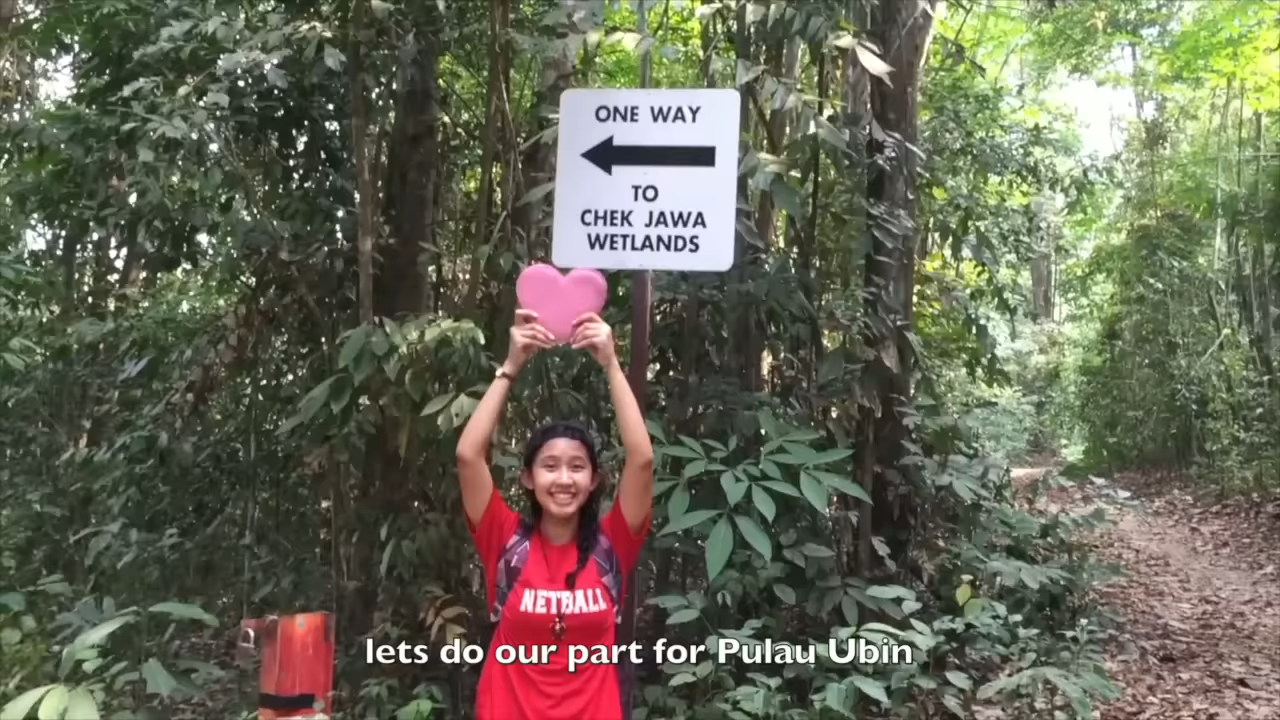 ONE WAY
TO
CHEK JAWA
WETLANDS
NETBALL
lets do our part for Pulau Ubin